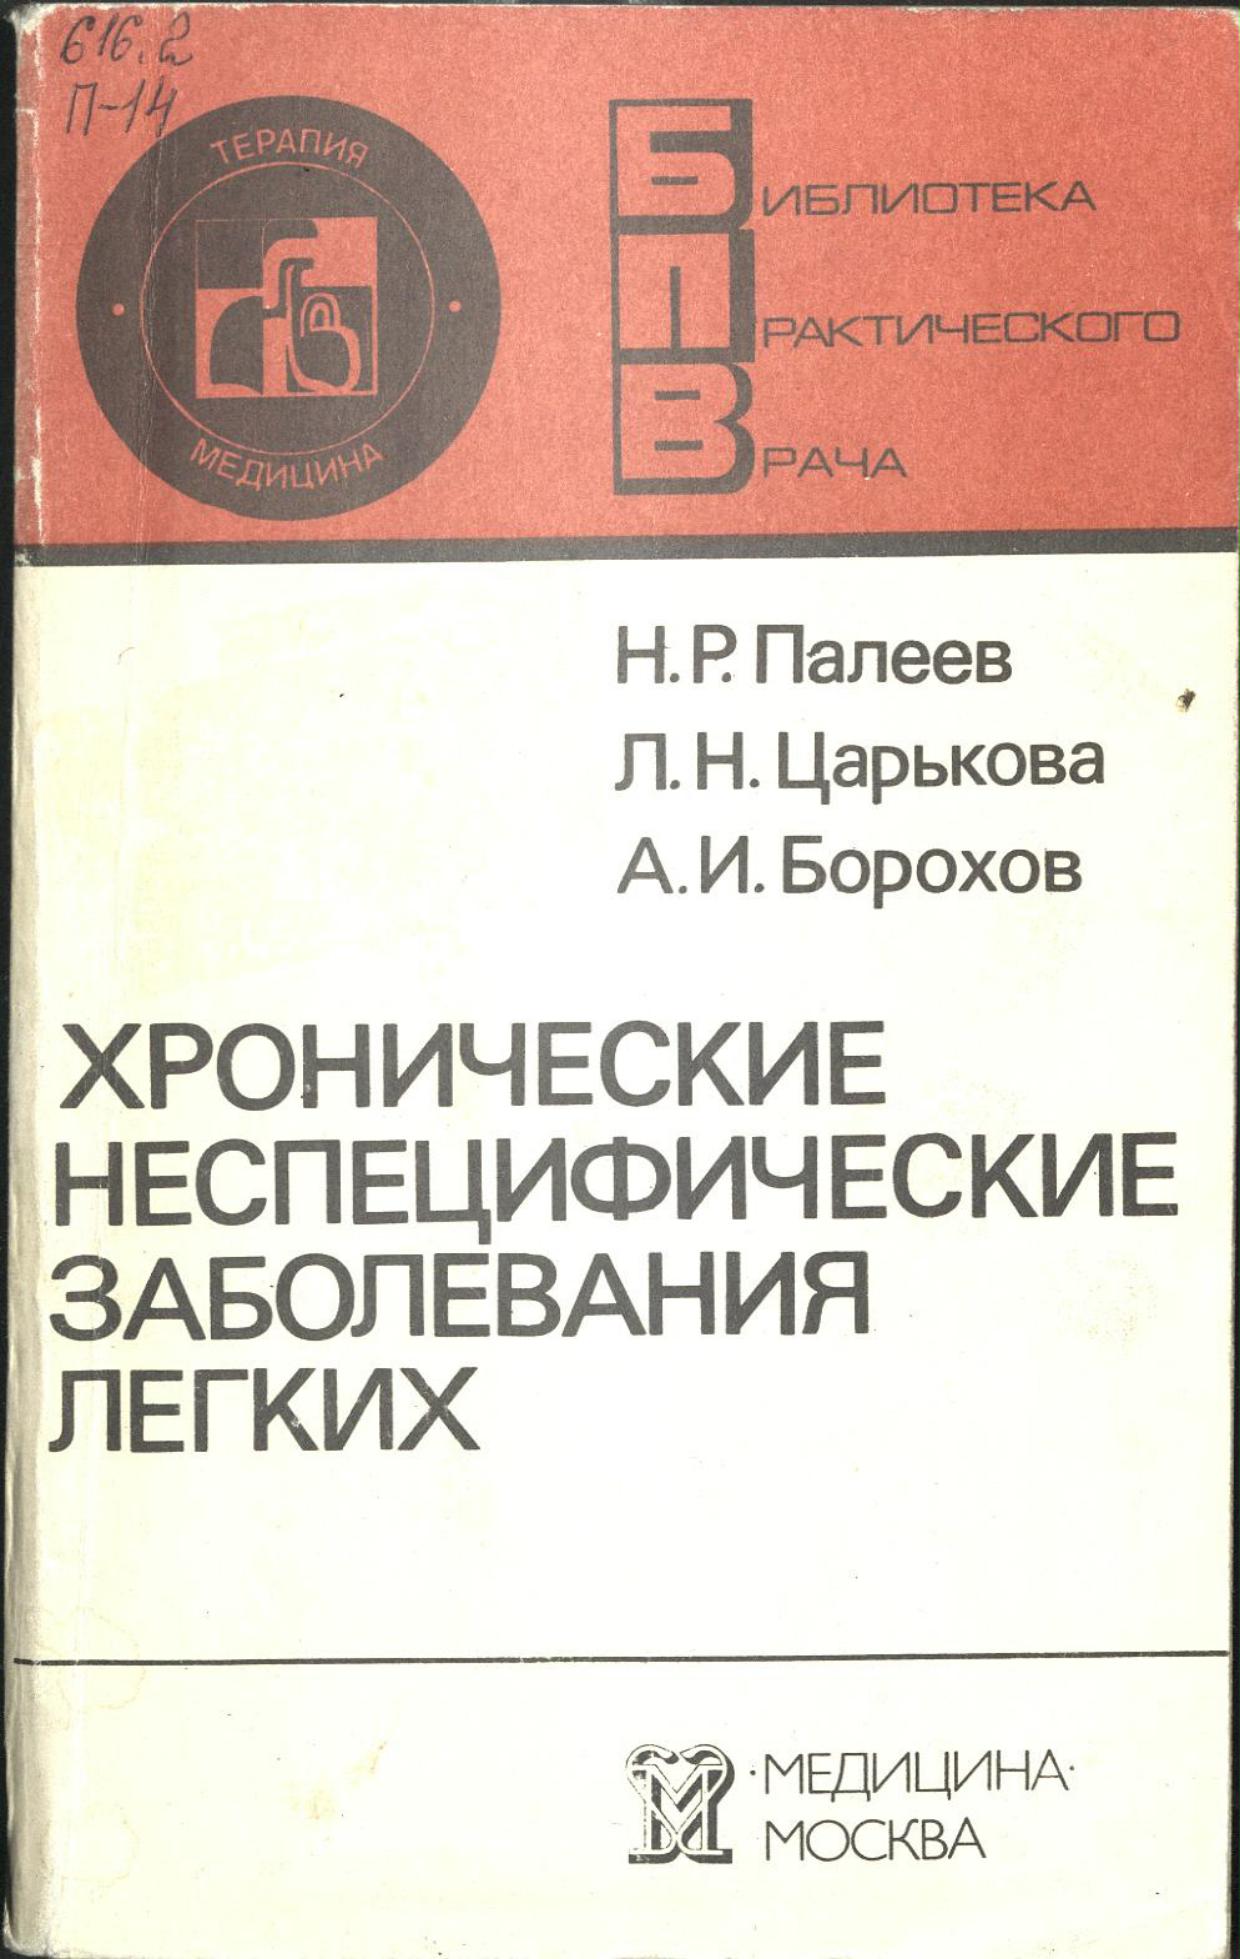 616.2
П-14
ТЕРАПИЯ
МЕДИЦИНА
БИБЛИОТЕКА
ПРАКТИЧЕСКОГО
ВРАЧА
Н.Р. Палеев
Л.Н. Царькова
А.И. Борохов
ХРОНИЧЕСКИЕ
НЕСПЕЦИФИЧЕСКИЕ
ЗАБОЛЕВАНИЯ
ЛЕГКИХ
М
·МЕДИЦИНА·
МОСКВА